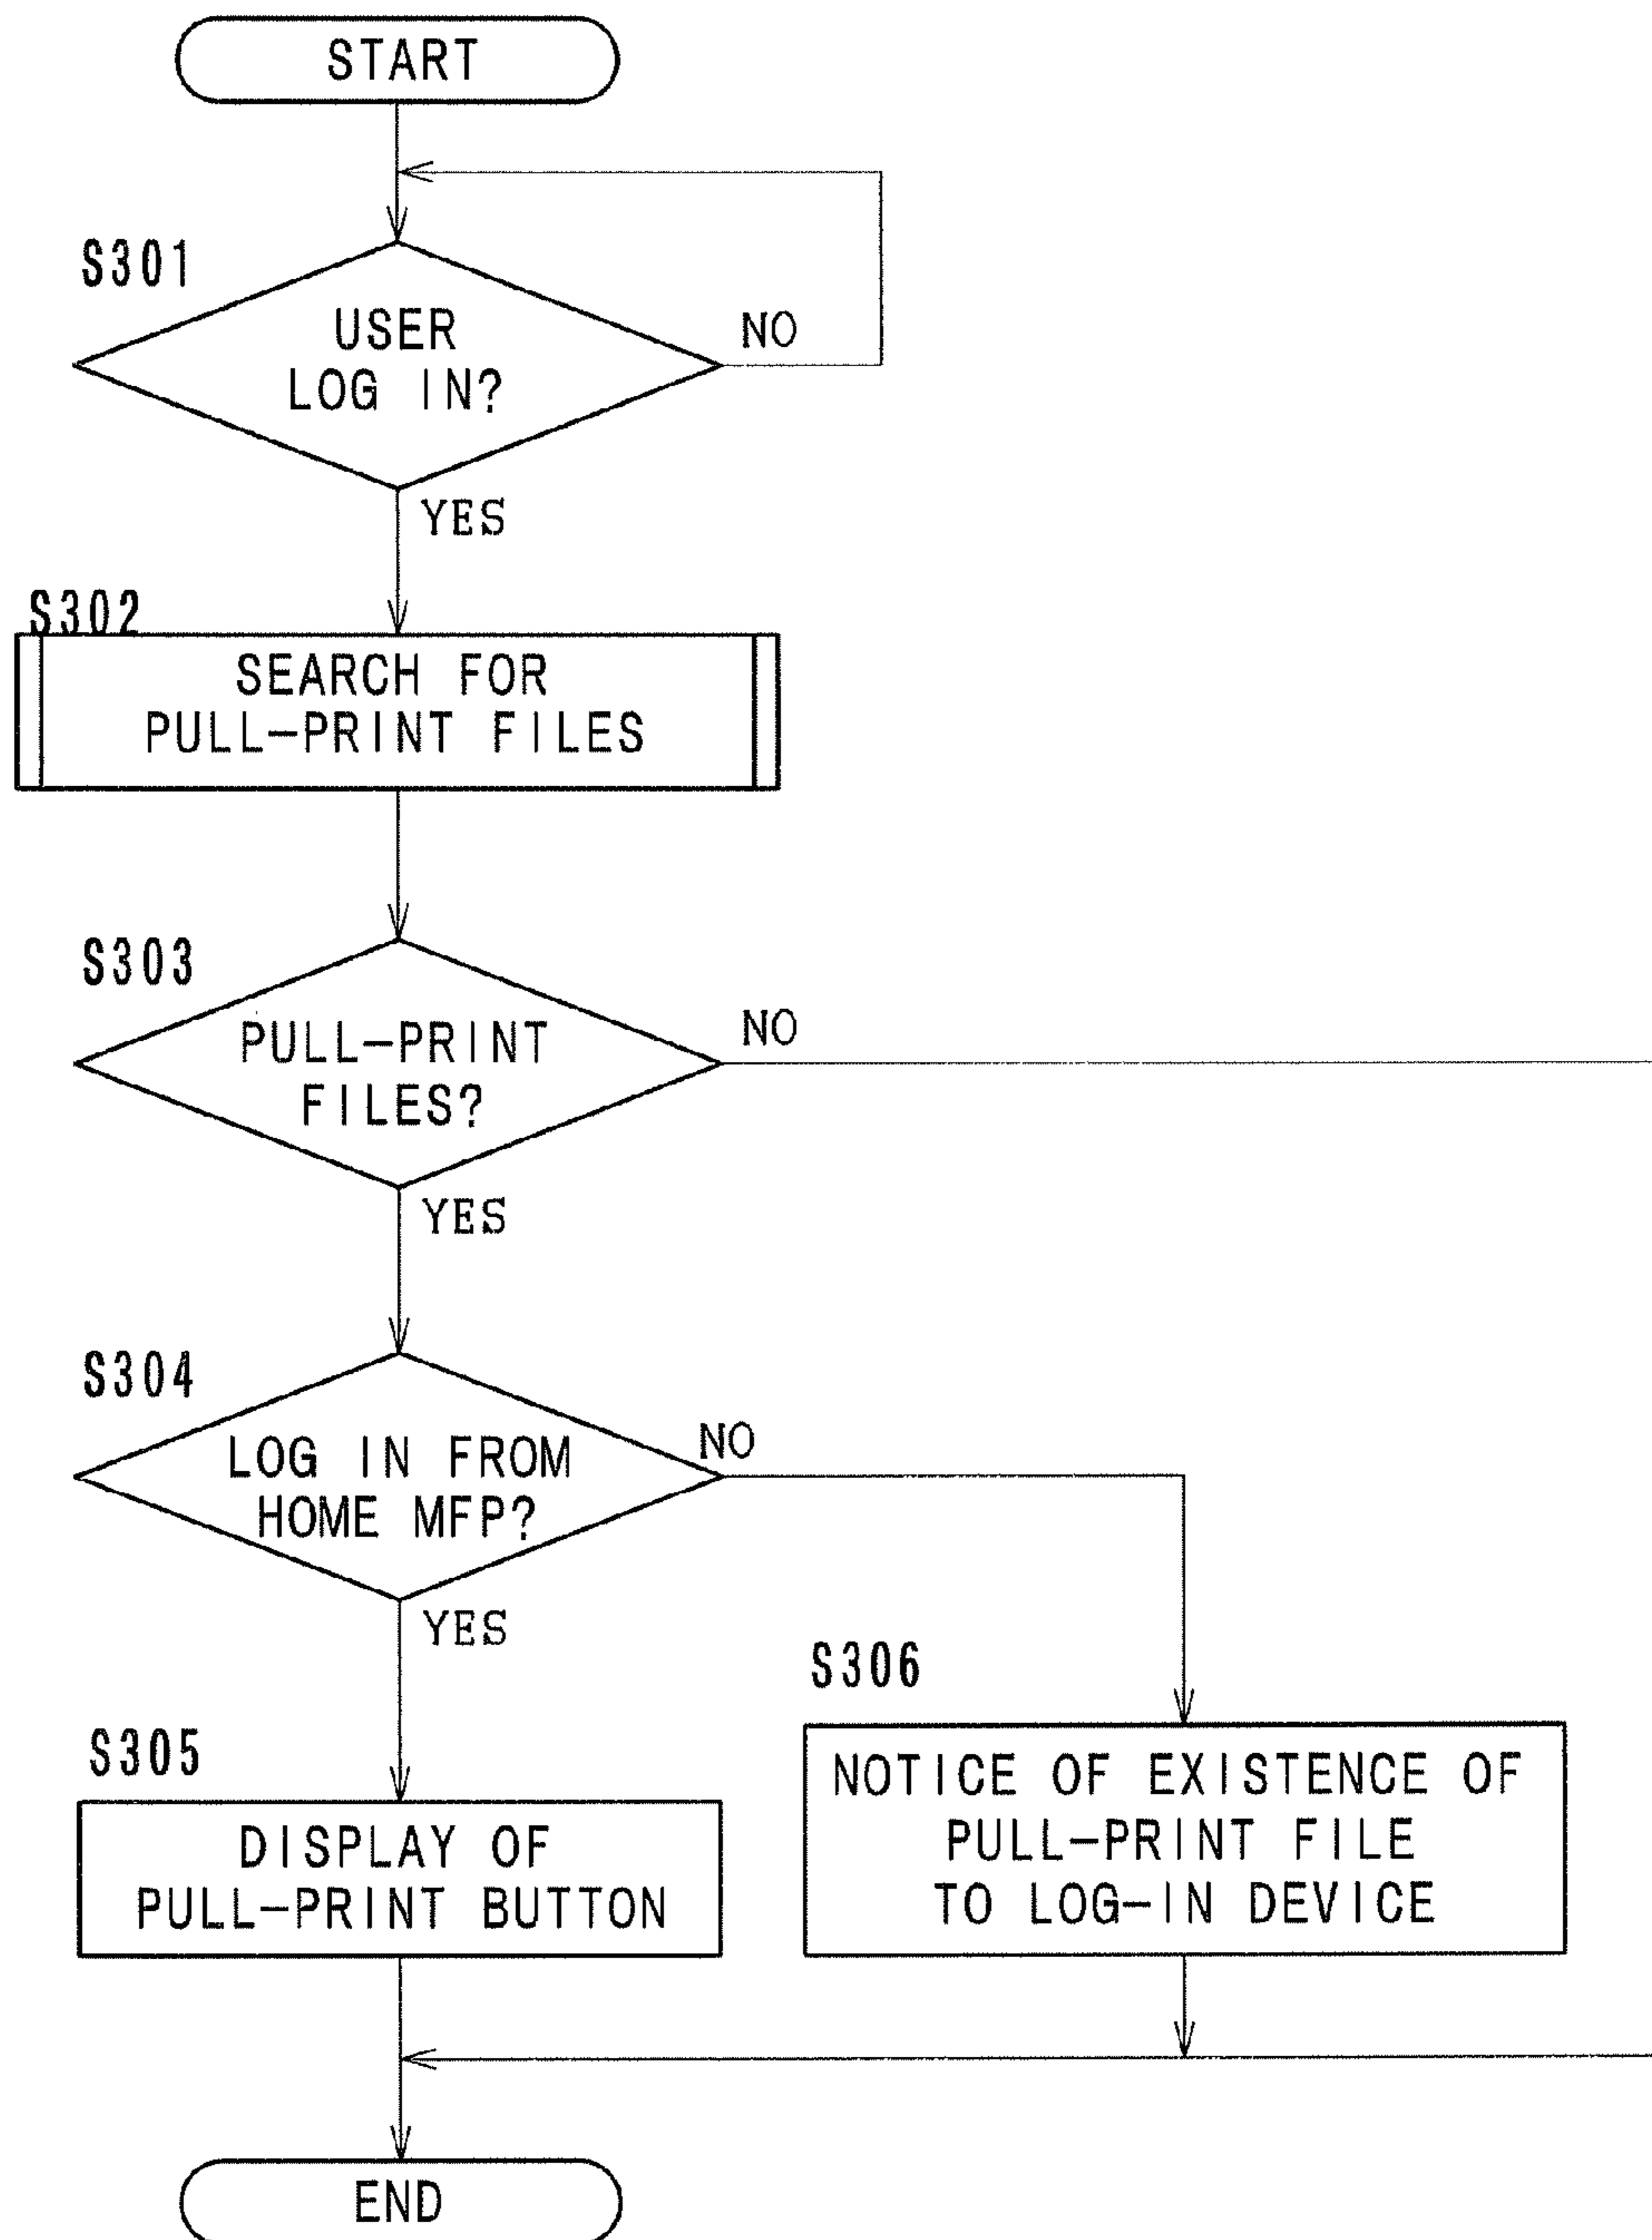 START
S301
USER
LOG IN?
NO
YES
S302
SEARCH FOR
PULL-PRINT FILES
S303
PULL-PRINT
FILES?
NO
YES
S304
LOG IN FROM
HOME MFP?
NO
YES
S306
NOTICE OF EXISTENCE OF
PULL-PRINT FILE
TO LOG-IN DEVICE
S305
DISPLAY OF
PULL-PRINT BUTTON
END